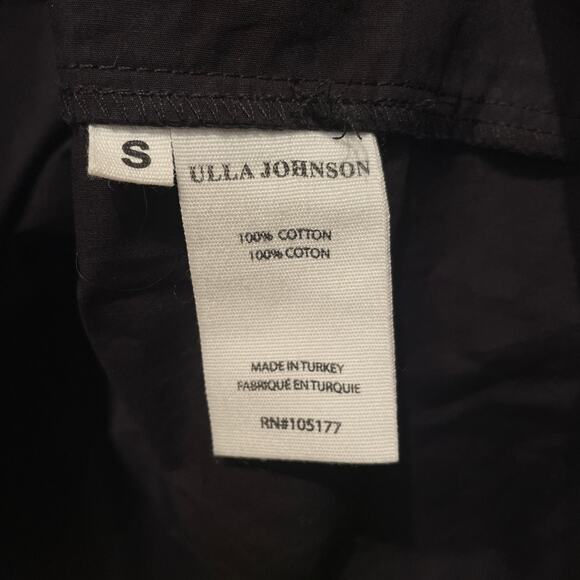 S
ULLA JOHNSON
100% COTTON
100% COTON
MADE IN TURKEY
FABRIQUÉ EN TURQUIE
RN#105177